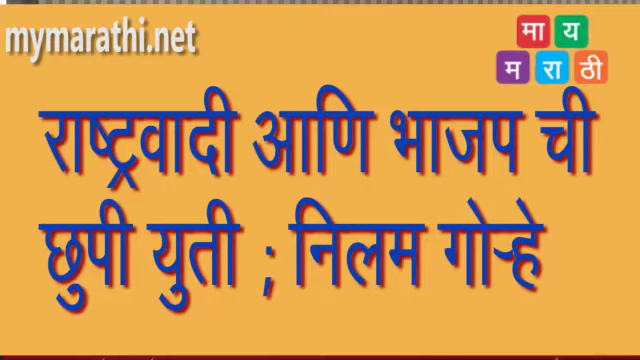 mymarathi.net
माय
मराठी
राष्ट्रवादी आणि भाजप ची
छुपी युती ; निलम गोऱ्हे